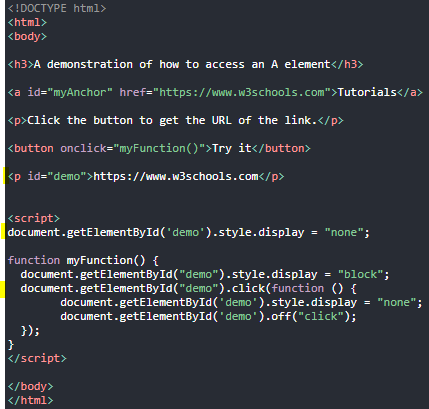 <!DOCTYPE html>
<html>
<body>
<h3>A demonstration of how to access an A element</h3>
<a id="myAnchor" href="https://www.w3schools.com">Tutorials</a>
<p>Click the button to get the URL of the link.</p>
<button onclick="myFunction()">Try it</button>
<p id="demo">https://www.w3schools.com</p>
<script>
document.getElementById('demo').style.display = "none";
function myFunction() {
  document.getElementById("demo").style.display = "block";
  document.getElementById("demo").click(function () {
        document.getElementById('demo').style.display = "none";
        document.getElementById('demo').off("click");
  });
}
</script>
</body>
</html>